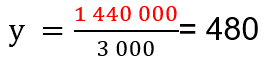 y = 1 440 000 / 3 000 = 480